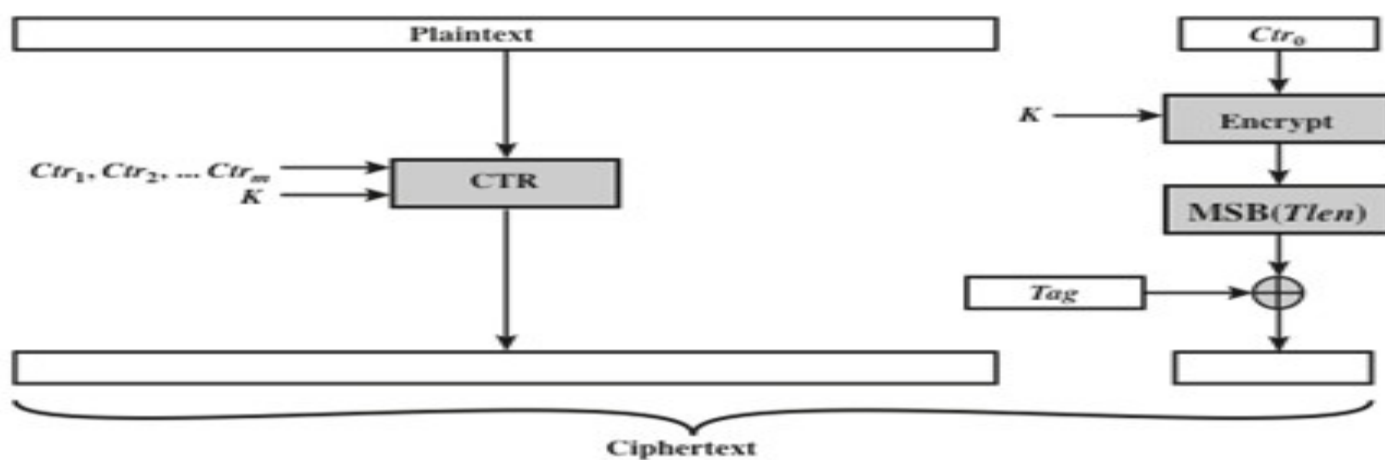 Plaintext
Ctr₀
K
Encrypt
Ctr₁, Ctr₂, ... Ctrₘ
K
CTR
MSB(Tlen)
Tag
Ciphertext